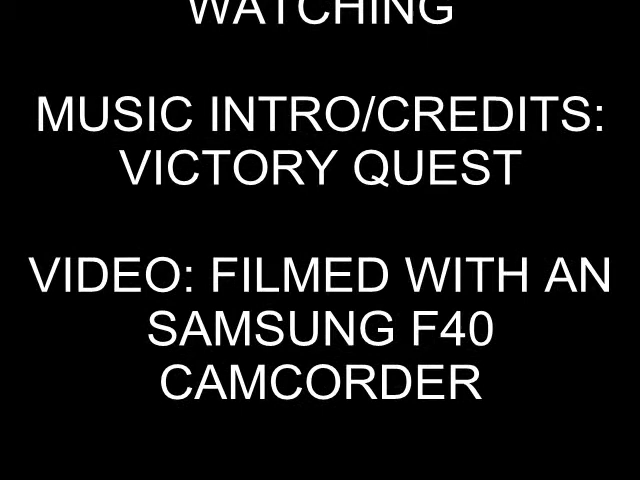 WATCHING
MUSIC INTRO/CREDITS:
VICTORY QUEST
VIDEO: FILMED WITH AN
SAMSUNG F40
CAMCORDER